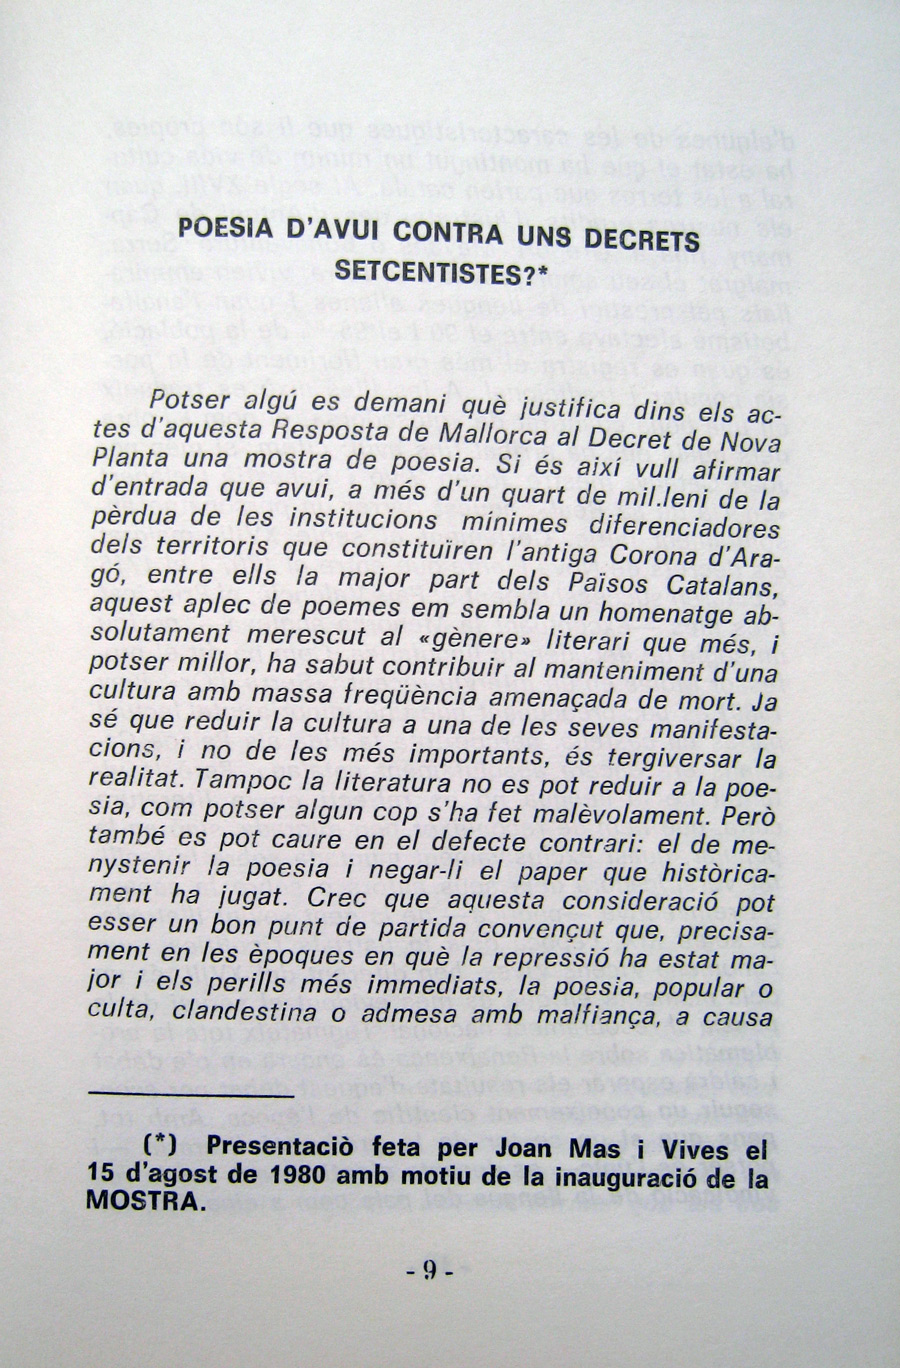 POESIA D'AVUI CONTRA UNS DECRETS
SETCENTISTES?*
Potser algú es demani què justifica dins els ac-
tes d'aquesta Resposta de Mallorca al Decret de Nova
Planta una mostra de poesia. Si és així vull afirmar
d'entrada que avui, a més d'un quart de mil.leni de la
pèrdua de les institucions mínimes diferenciadores
dels territoris que constituïren l'antiga Corona d'Ara-
gó, entre ells la major part dels Països Catalans,
aquest aplec de poemes em sembla un homenatge ab-
solutament merescut al «gènere» literari que més, i
potser millor, ha sabut contribuir al manteniment d'una
cultura amb massa freqüència amenaçada de mort. Ja
sé que reduir la cultura a una de les seves manifesta-
cions, i no de les més importants, és tergiversar la
realitat. Tampoc la literatura no es pot reduir a la poe-
sia, com potser algun cop s'ha fet malèvolament. Però
també es pot caure en el defecte contrari: el de me-
nystenir la poesia i negar-li el paper que històrica-
ment ha jugat. Crec que aquesta consideració pot
esser un bon punt de partida convençut que, precisa-
ment en les èpoques en què la repressió ha estat ma-
jor i els perills més immediats, la poesia, popular o
culta, clandestina o admesa amb malfiança, a causa
(*) Presentaciò feta per Joan Mas i Vives el
15 d'agost de 1980 amb motiu de la inauguració de la
MOSTRA.
- 9 -